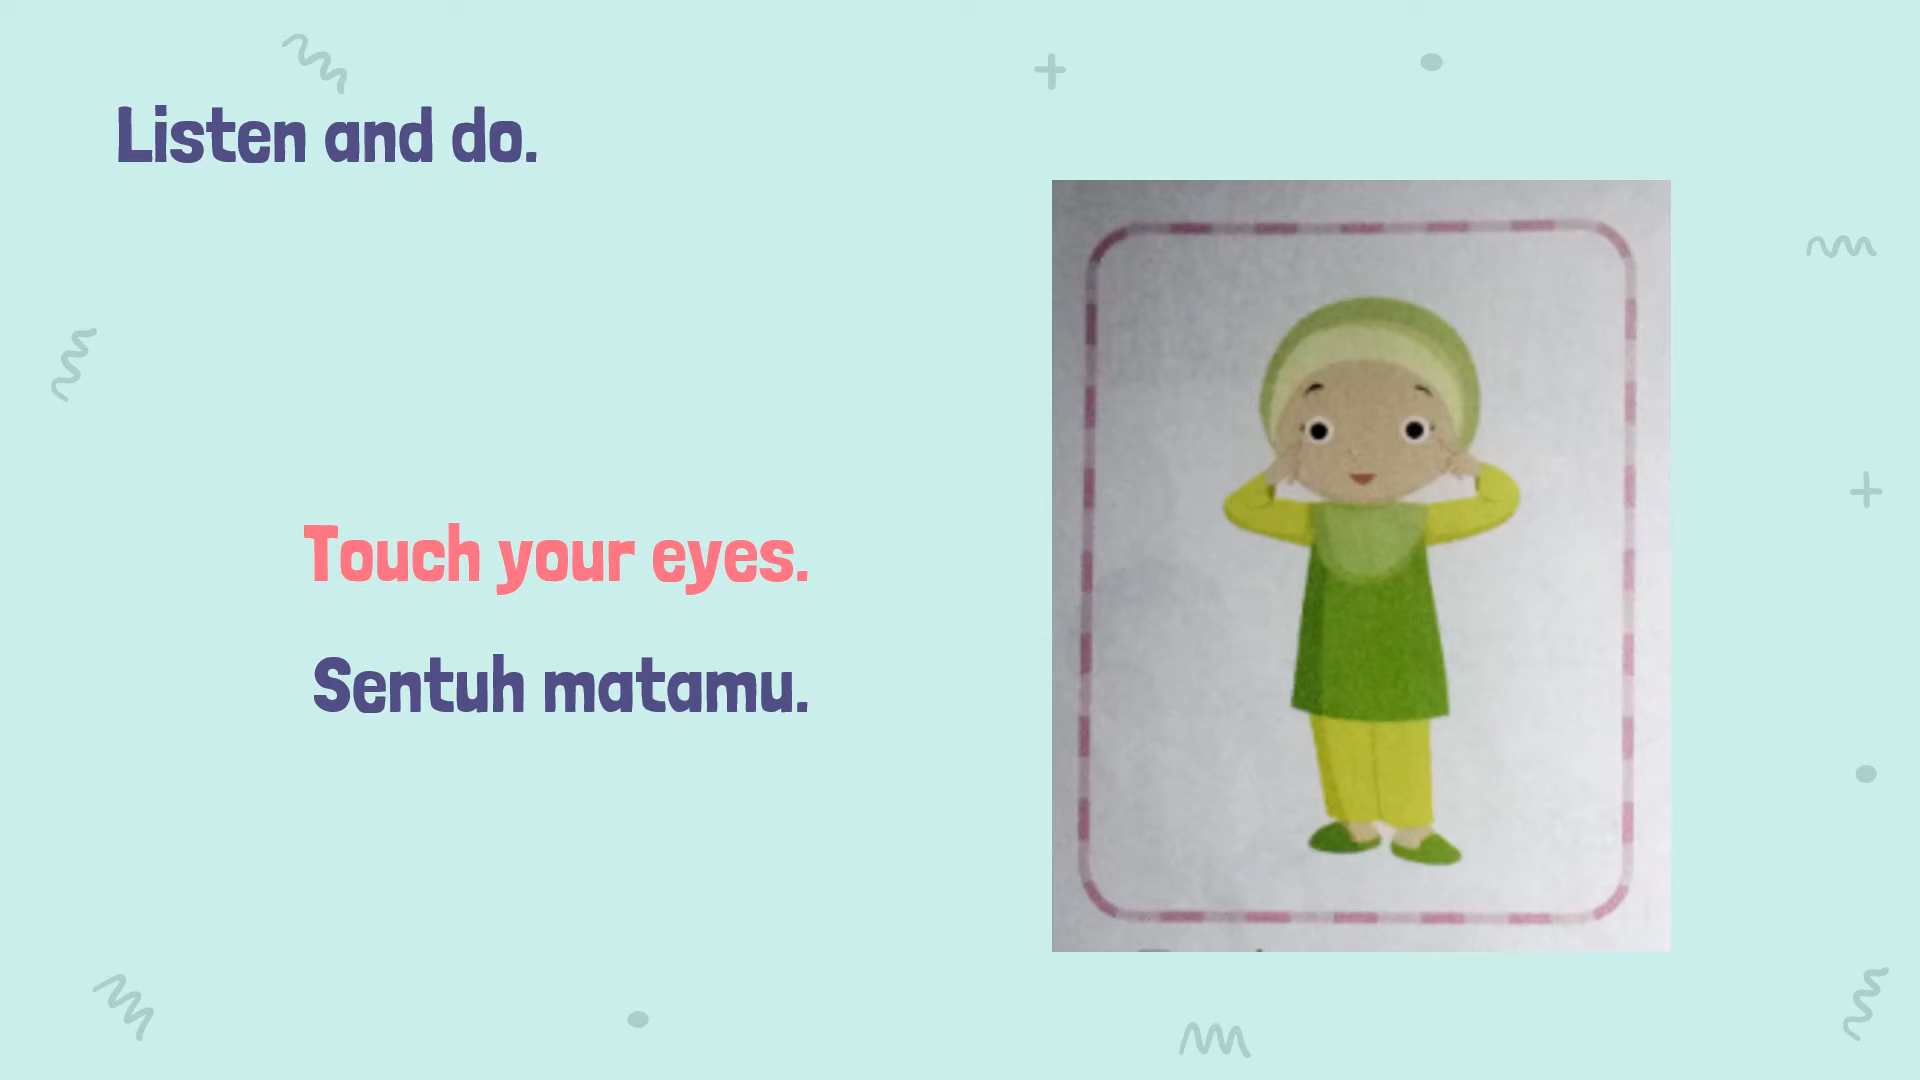 Listen and do.
Touch your eyes.
Sentuh matamu.